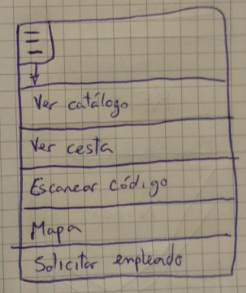 Ver catálogo
Ver cesta
Escanear código
Mapa
Solicitar empleado